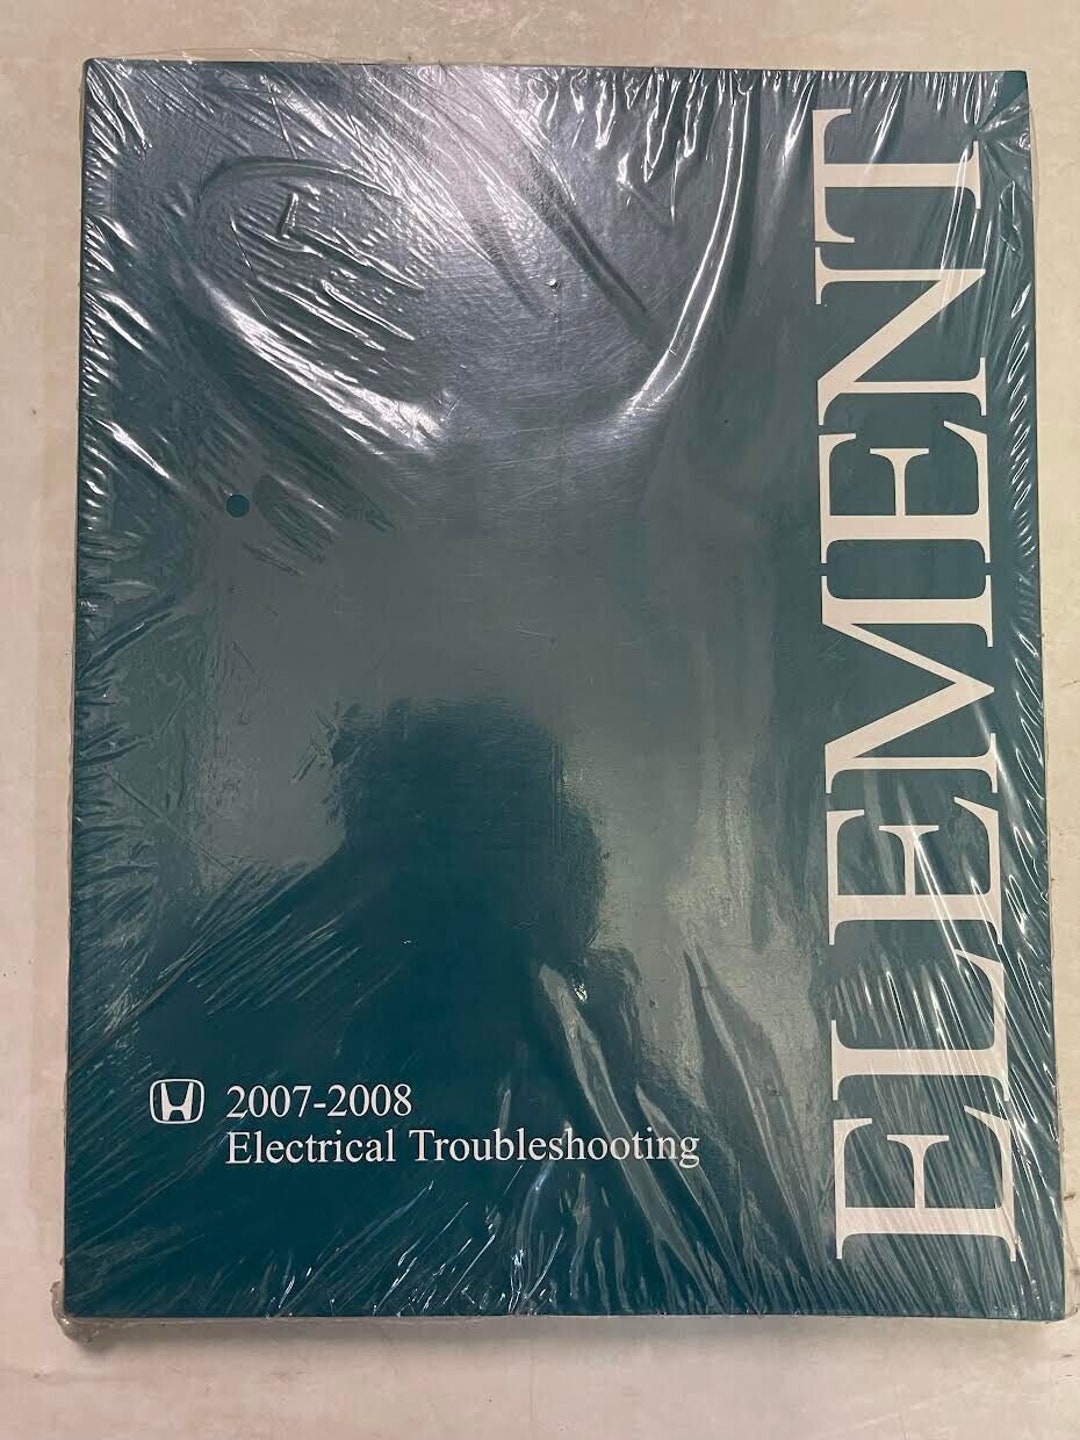 ELEMENT
2007-2008
Electrical Troubleshooting